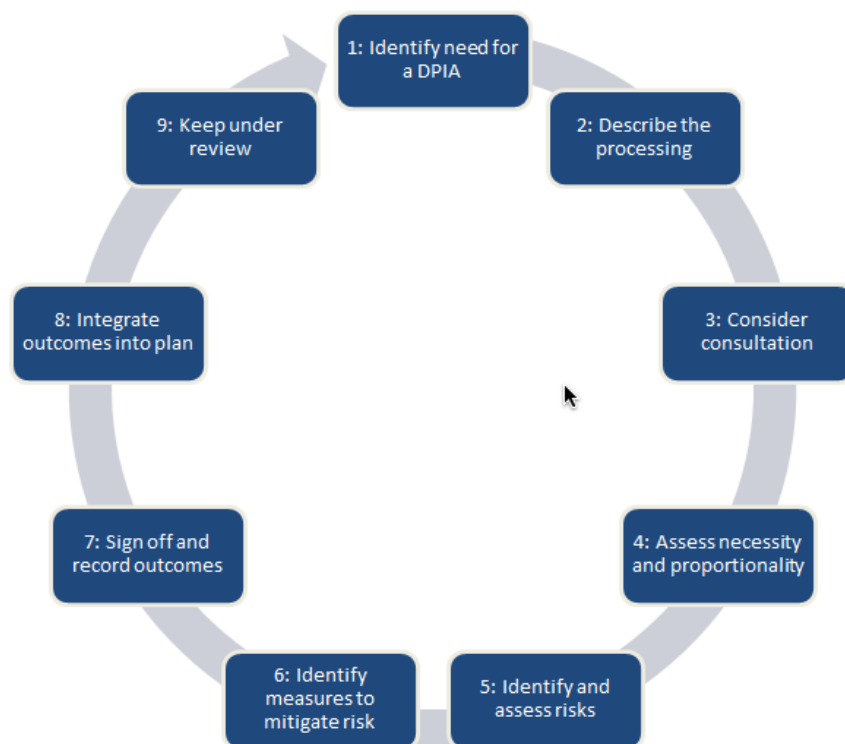 1: Identify need for
a DPIA
2: Describe the
processing
3: Consider
consultation
4: Assess necessity
and proportionality
5: Identify and
assess risks
6: Identify
measures to
mitigate risk
7: Sign off and
record outcomes
8: Integrate
outcomes into plan
9: Keep under
review